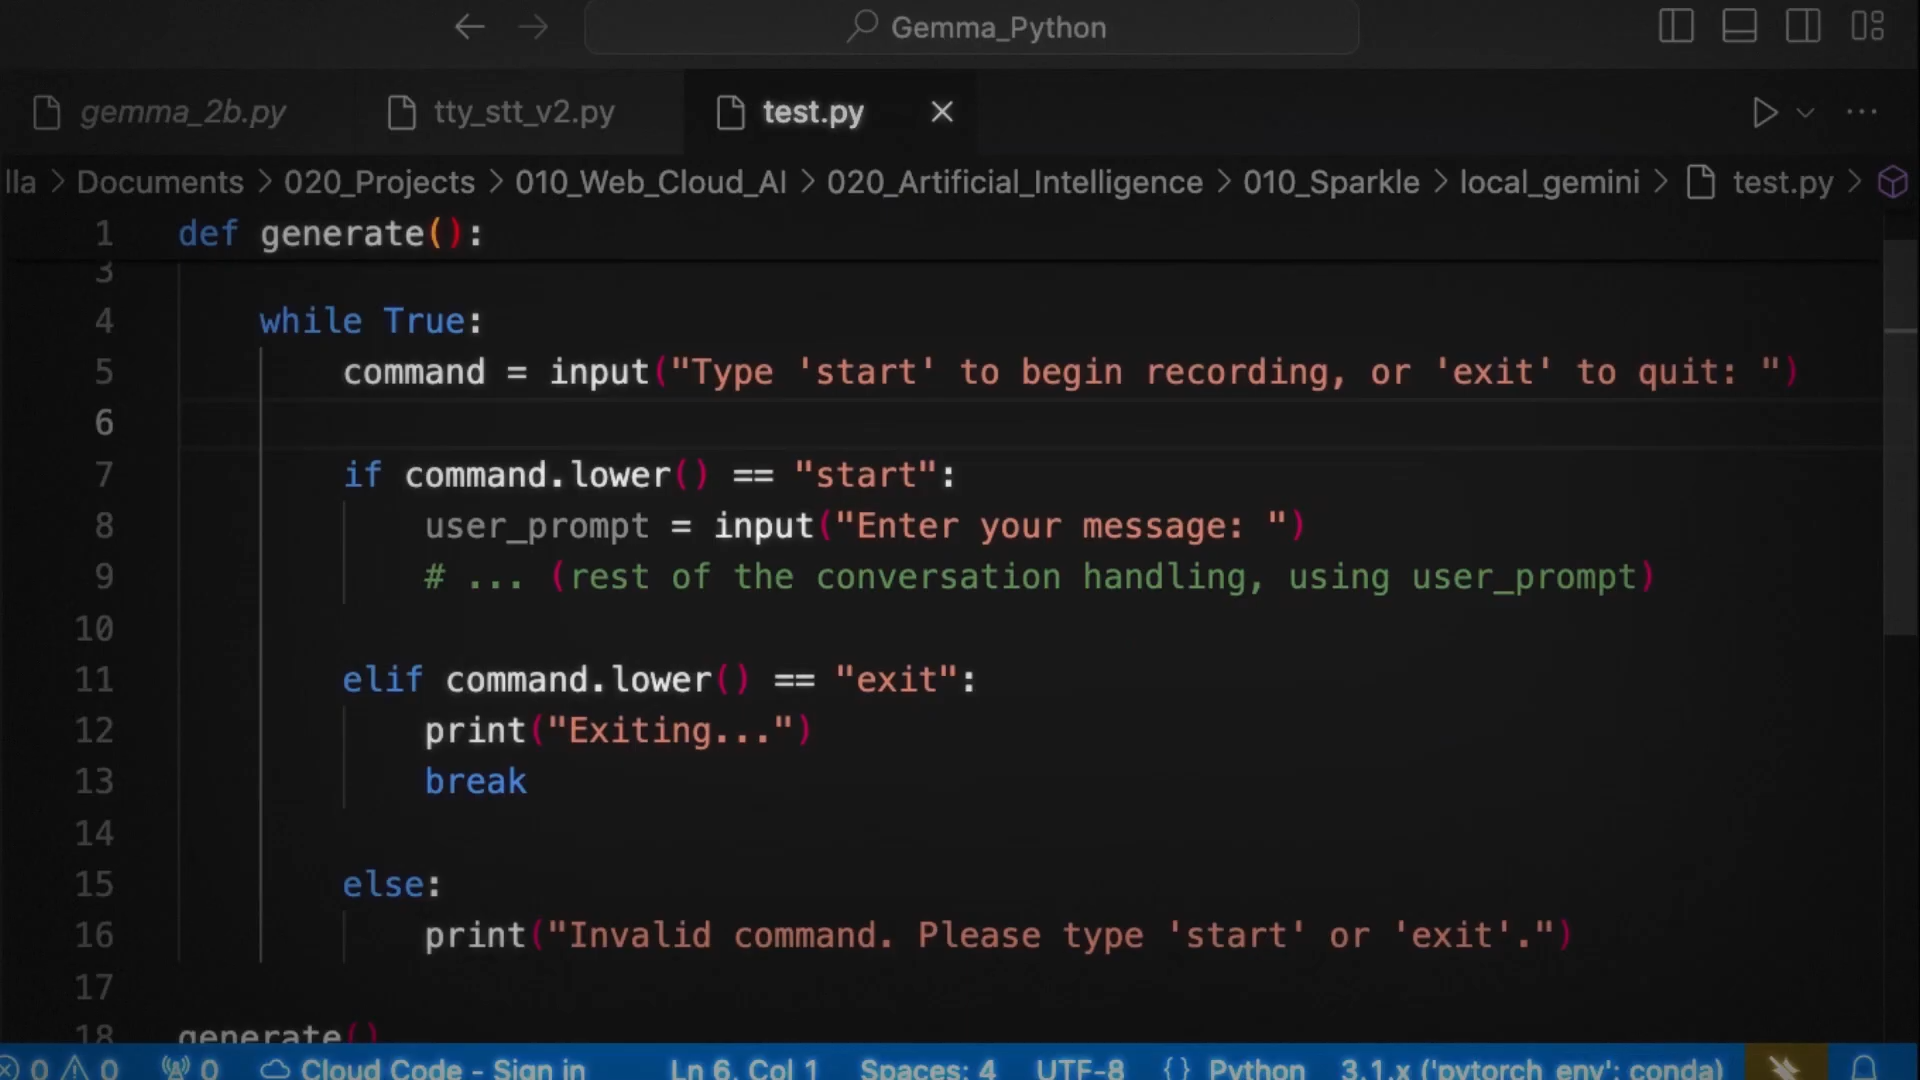 Gemma_Python
gemma_2b.py
tty_stt_v2.py
test.py
lla > Documents > 020_Projects > 010_Web_Cloud_AI > 020_Artificial_Intelligence > 010_Sparkle > local_gemini > test.py >
1 def generate():
3
4 while True:
5 command = input("Type 'start' to begin recording, or 'exit' to quit: ")
6
7 if command.lower() == "start":
8 user_prompt = input("Enter your message: ")
9 # ... (rest of the conversation handling, using user_prompt)
10
11 elif command.lower() == "exit":
12 print("Exiting...")
13 break
14
15 else:
16 print("Invalid command. Please type 'start' or 'exit'.")
17
18 generate()
0 0 0 Cloud Code - Sign in Ln 6, Col 1 Spaces: 4 UTF-8 {} Python 3.1.x ('pytorch_env': conda)